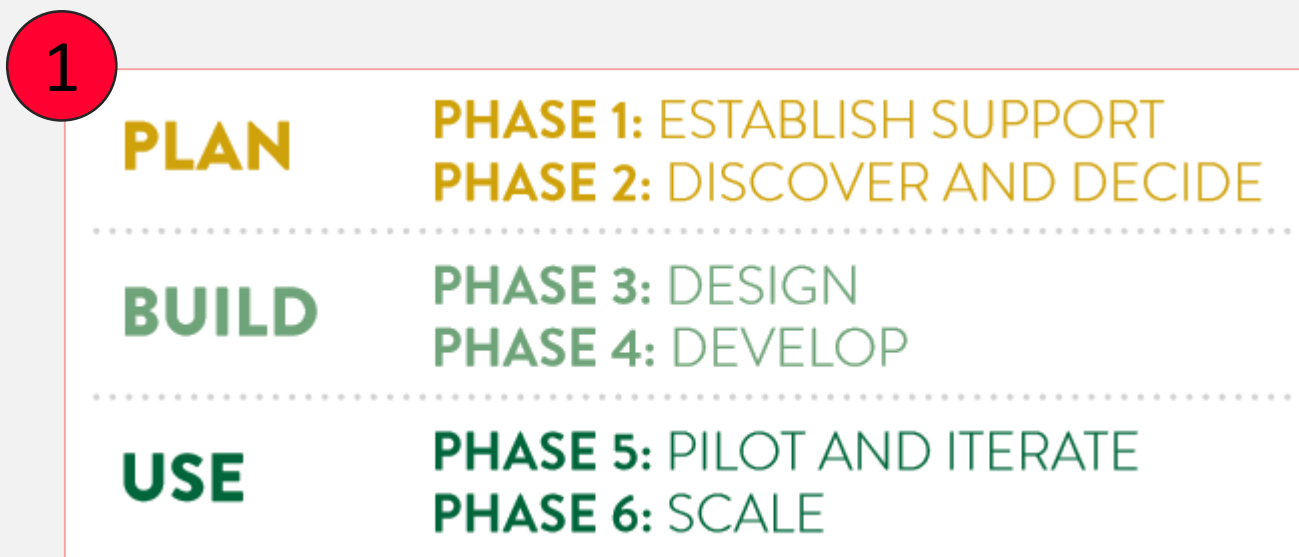 1
PLAN
PHASE 1: ESTABLISH SUPPORT
PHASE 2: DISCOVER AND DECIDE
BUILD
PHASE 3: DESIGN
PHASE 4: DEVELOP
USE
PHASE 5: PILOT AND ITERATE
PHASE 6: SCALE